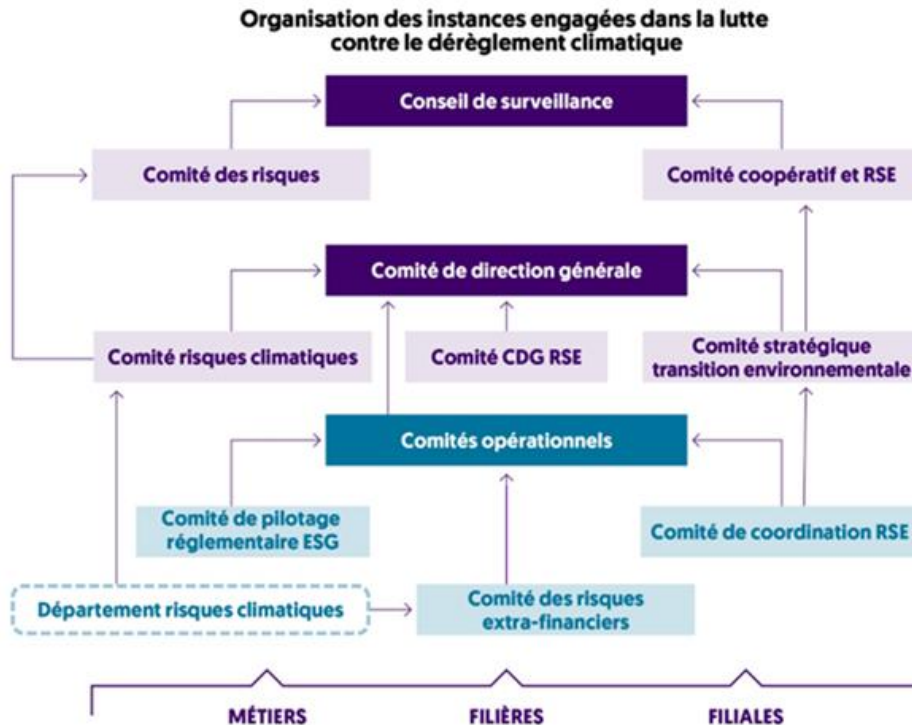 Organisation des instances engagées dans la lutte
contre le dérèglement climatique
Conseil de surveillance
Comité des risques
Comité coopératif et RSE
Comité de direction générale
Comité risques climatiques
Comité CDG RSE
Comité stratégique
transition environnementale
Comités opérationnels
Comité de pilotage
réglementaire ESG
Comité de coordination RSE
Département risques climatiques
Comité des risques
extra-financiers
MÉTIERS
FILIÈRES
FILIALES